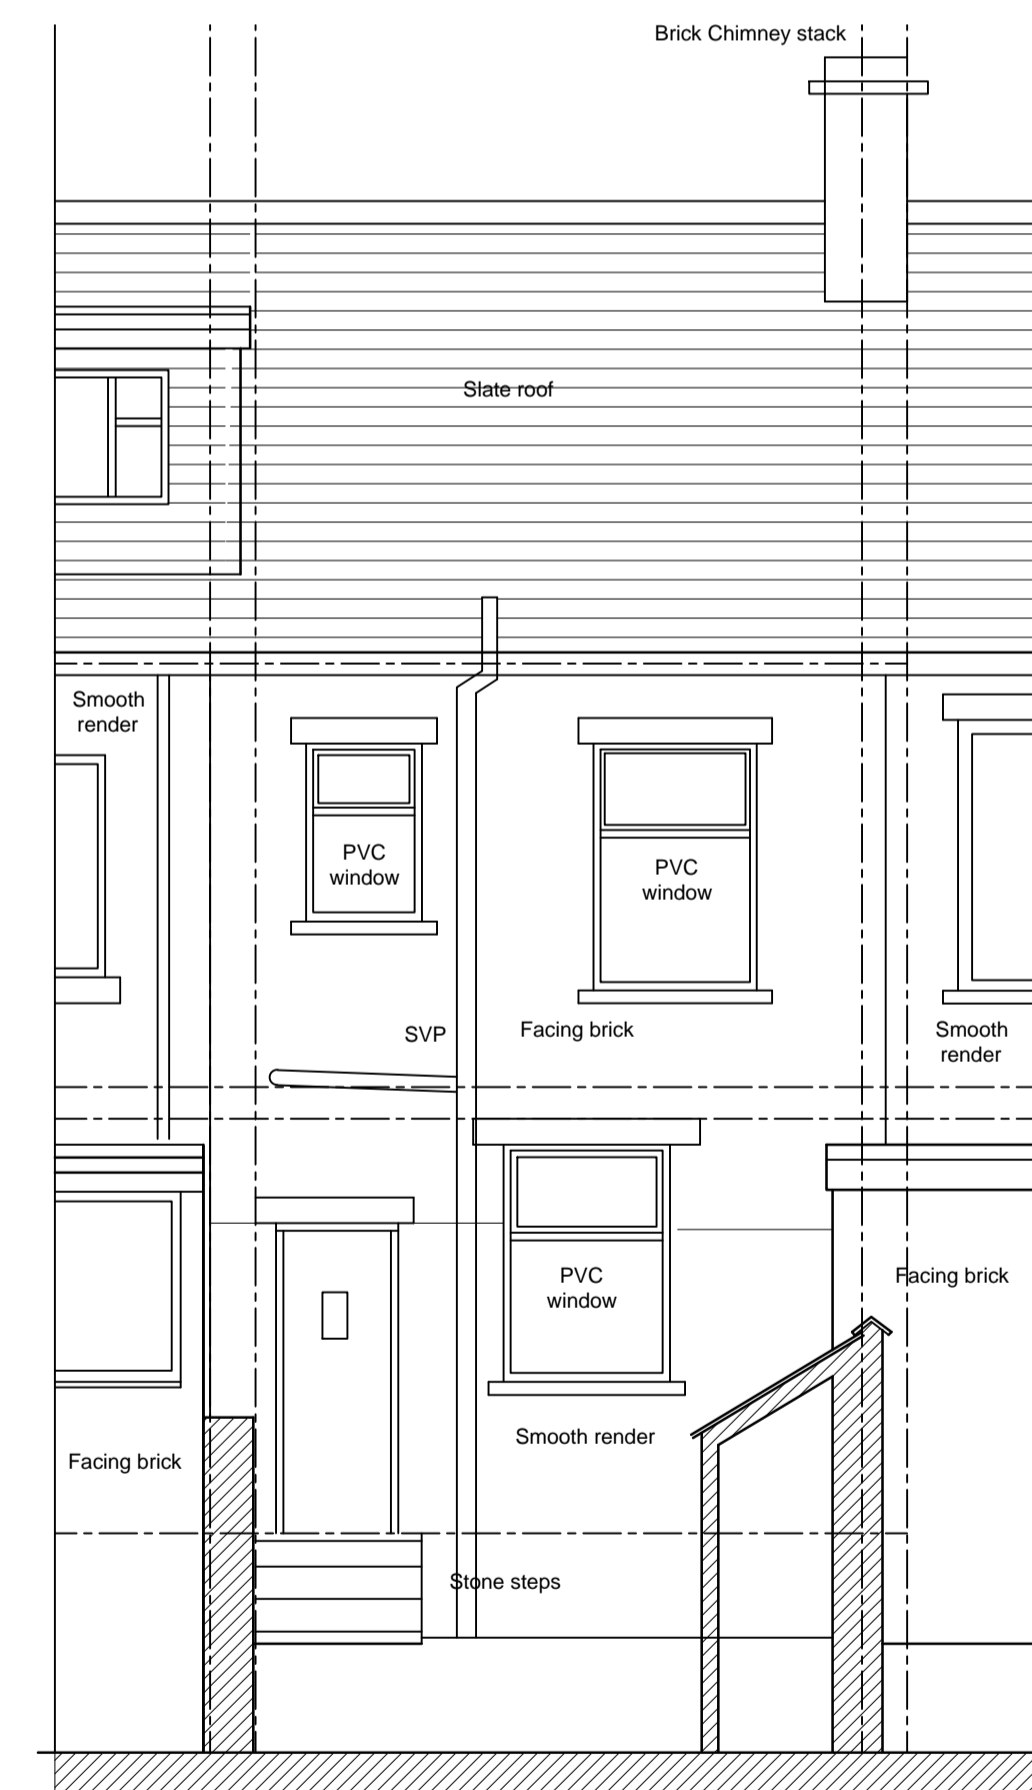 Brick Chimney stack
Slate roof
Smooth
render
PVC
window
PVC
window
SVP
Facing brick
Smooth
render
PVC
window
Facing brick
Smooth render
Facing brick
Stone steps